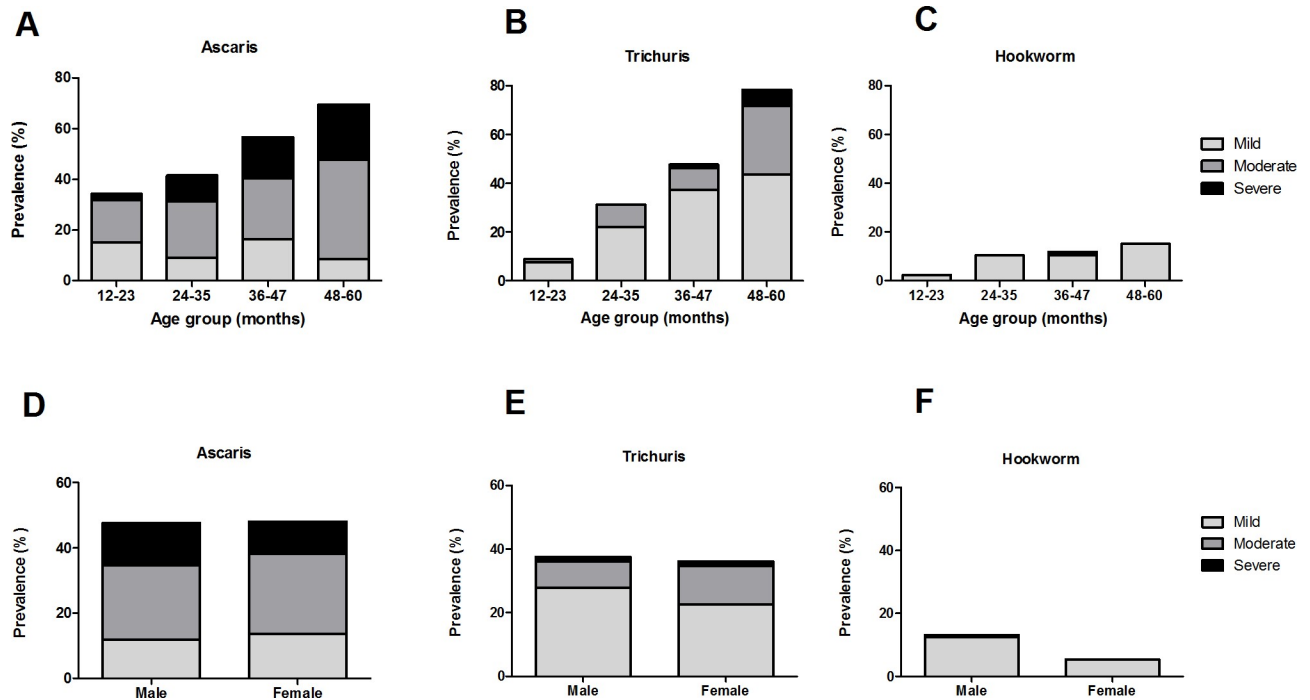 A
Ascaris
Prevalence (%)
80
60
40
20
0
12-23
24-35
36-47
48-60
Age group (months)
B
Trichuris
Prevalence (% )
80
60
40
20
0
12-23
24-35
36-47
48-60
Age group (months)
C
Hookworm
Prevalence (% )
80
60
40
20
0
12-23
24-35
36-47
48-60
Age group (months)
Mild
Moderate
Severe
D
Ascaris
Prevalence (% )
60
40
20
0
Male
Female
E
Trichuris
Prevalence (% )
60
40
20
0
Male
Female
F
Hookworm
Prevalence (% )
60
40
20
0
Male
Female
Mild
Moderate
Severe